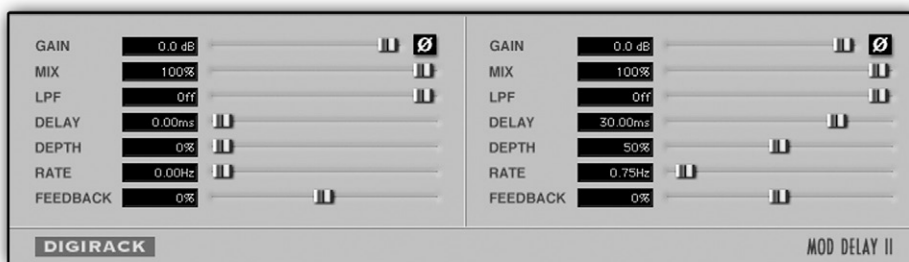 GAIN 0.0 dB Ø
MIX 100%
LPF Off
DELAY 0.00ms
DEPTH 0%
RATE 0.00Hz
FEEDBACK 0%
GAIN 0.0 dB Ø
MIX 100%
LPF Off
DELAY 30.00ms
DEPTH 50%
RATE 0.75Hz
FEEDBACK 0%
DIGIRACK
MOD DELAY II